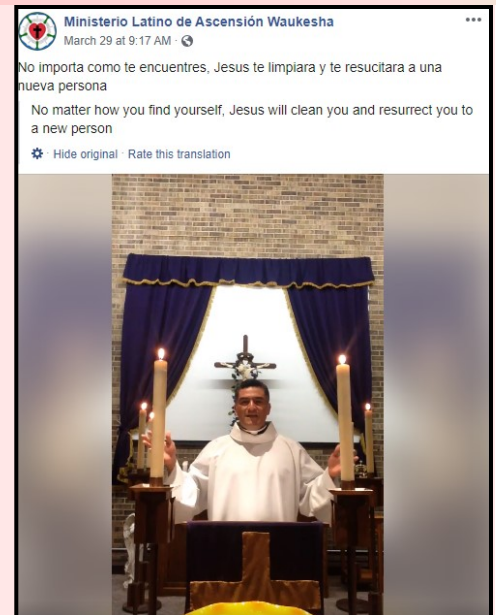 Ministerio Latino de Ascensión Waukesha
March 29 at 9:17 AM ·
No importa como te encuentres, Jesus te limpiara y te resucitara a una
nueva persona
No matter how you find yourself, Jesus will clean you and resurrect you to
a new person
· Hide original · Rate this translation